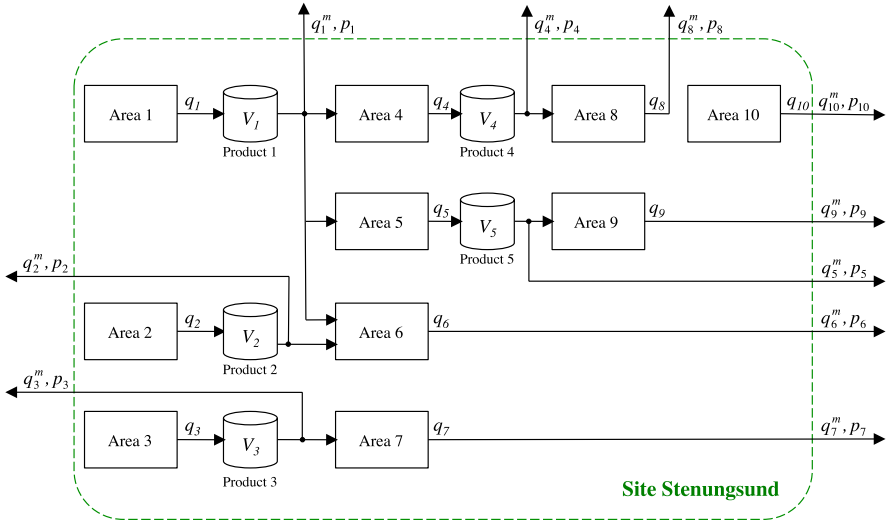 q₁ᵐ, p₁
q₄ᵐ, p₄
q₈ᵐ, p₈
Area 1
q₁
V₁
Product 1
Area 4
q₄
V₄
Product 4
Area 8
q₈
Area 10
q₁₀
q₁₀ᵐ, p₁₀
Area 5
q₅
V₅
Product 5
Area 9
q₉
q₉ᵐ, p₉
q₂ᵐ, p₂
q₅ᵐ, p₅
Area 2
q₂
V₂
Product 2
Area 6
q₆
q₆ᵐ, p₆
q₃ᵐ, p₃
Area 3
q₃
V₃
Product 3
Area 7
q₇
q₇ᵐ, p₇
Site Stenungsund